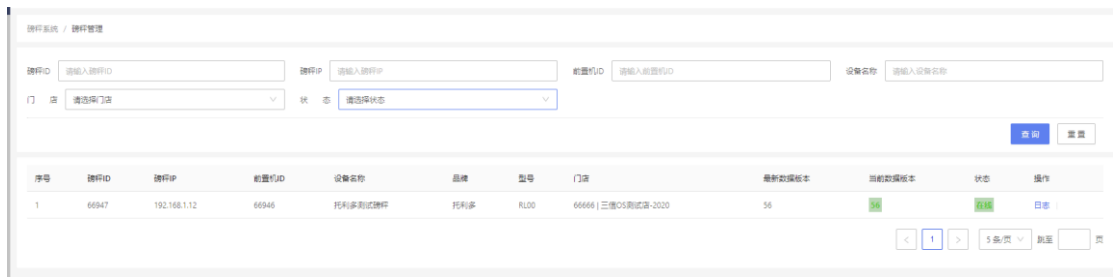 磅秤系统 / 磅秤管理
磅秤ID 请输入磅秤ID 磅秤IP 请输入磅秤IP 前置机ID 请输入前置机ID 设备名称 请输入设备名称
门 店 请选择门店 状 态 请选择状态
查 询 重 置
序号 磅秤ID 磅秤IP 前置机ID 设备名称 品牌 型号 门店 最新数据版本 当前数据版本 状态 操作
1 66947 192.168.1.12 66946 托利多测试磅秤 托利多 RL00 66666 | 三信OS测试店-2020 56 56 在线 日志
< 1 > 5 条/页 跳至 页